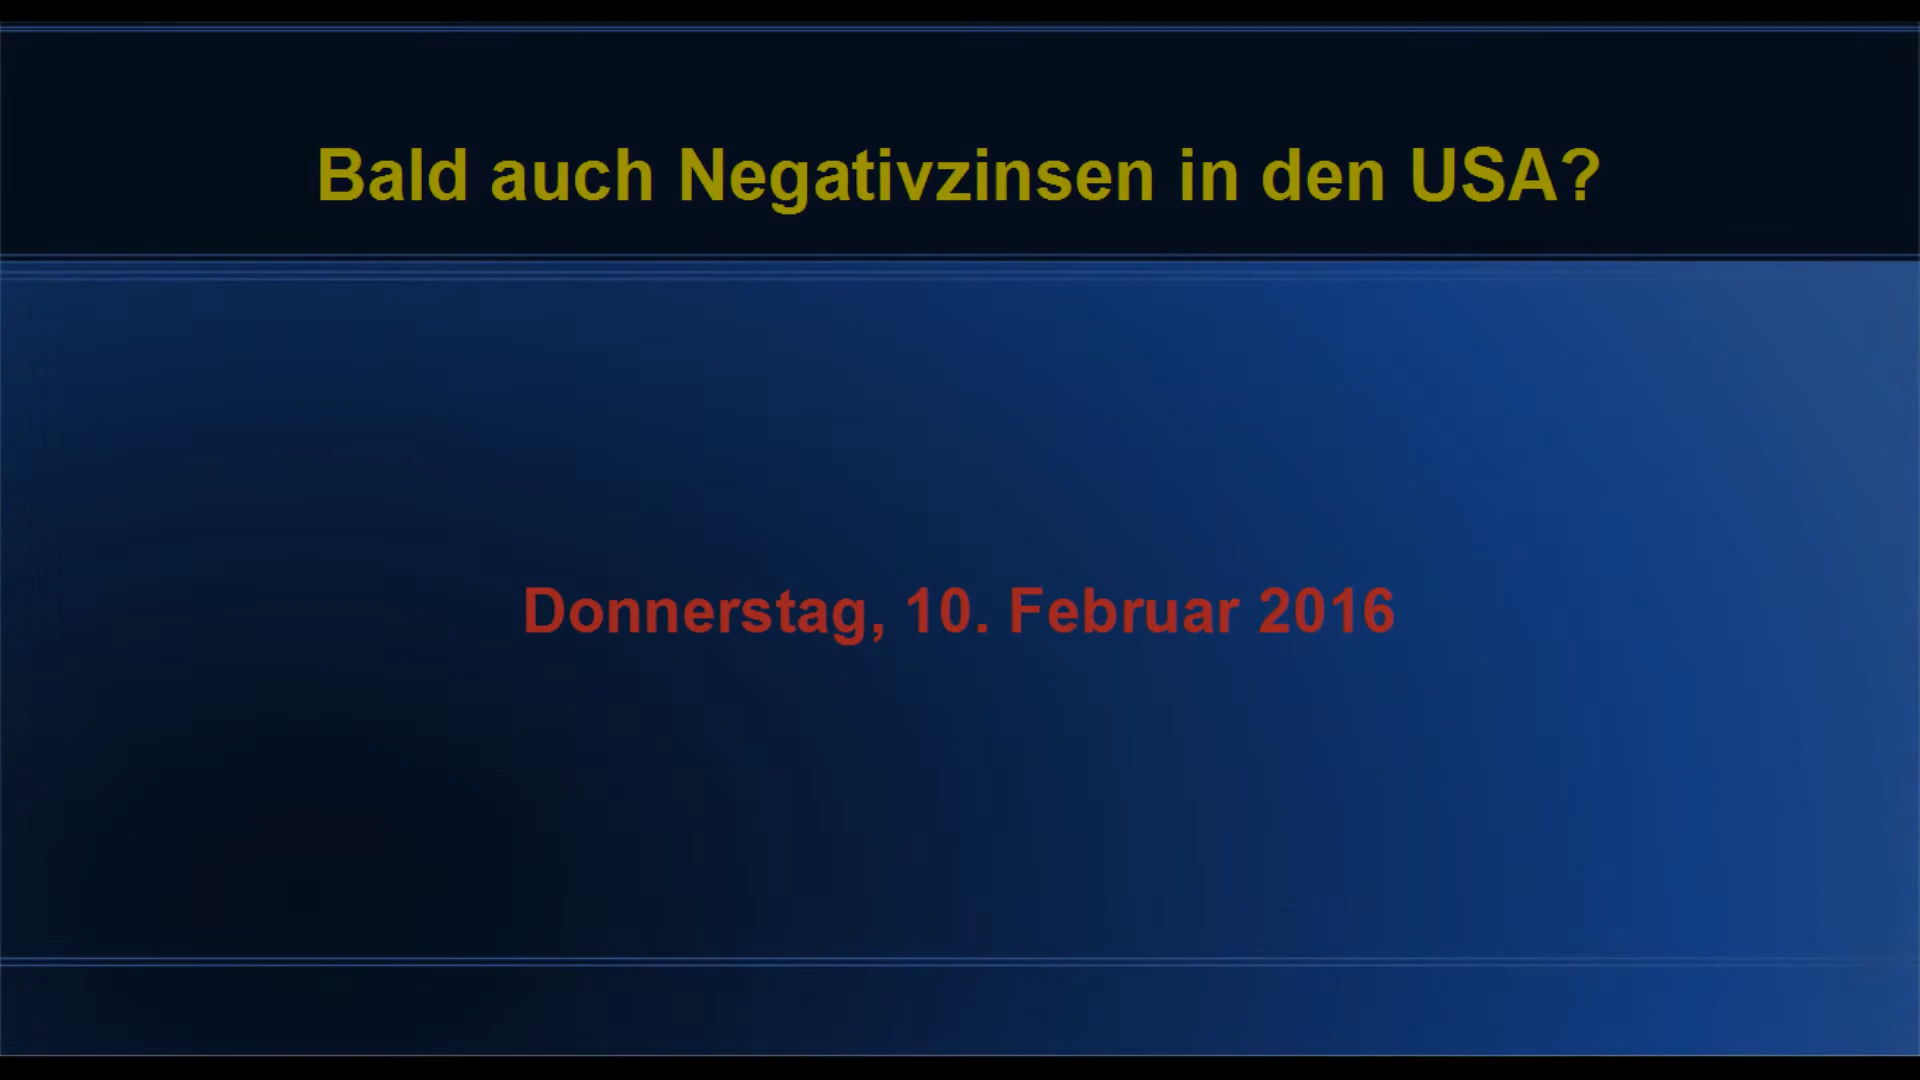 Bald auch Negativzinsen in den USA?
Donnerstag, 10. Februar 2016